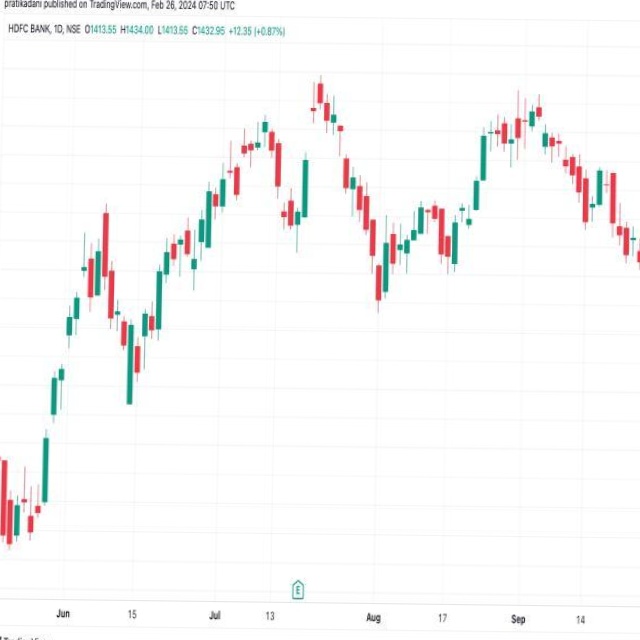 pratikadani published on TradingView.com, Feb 26, 2024 07:50 UTC
HDFC BANK, 1D, NSE O1413.55 H1434.00 L1413.55 C1432.95 +12.35 (+0.87%)
E
Jun 15 Jul 13 Aug 17 Sep 14